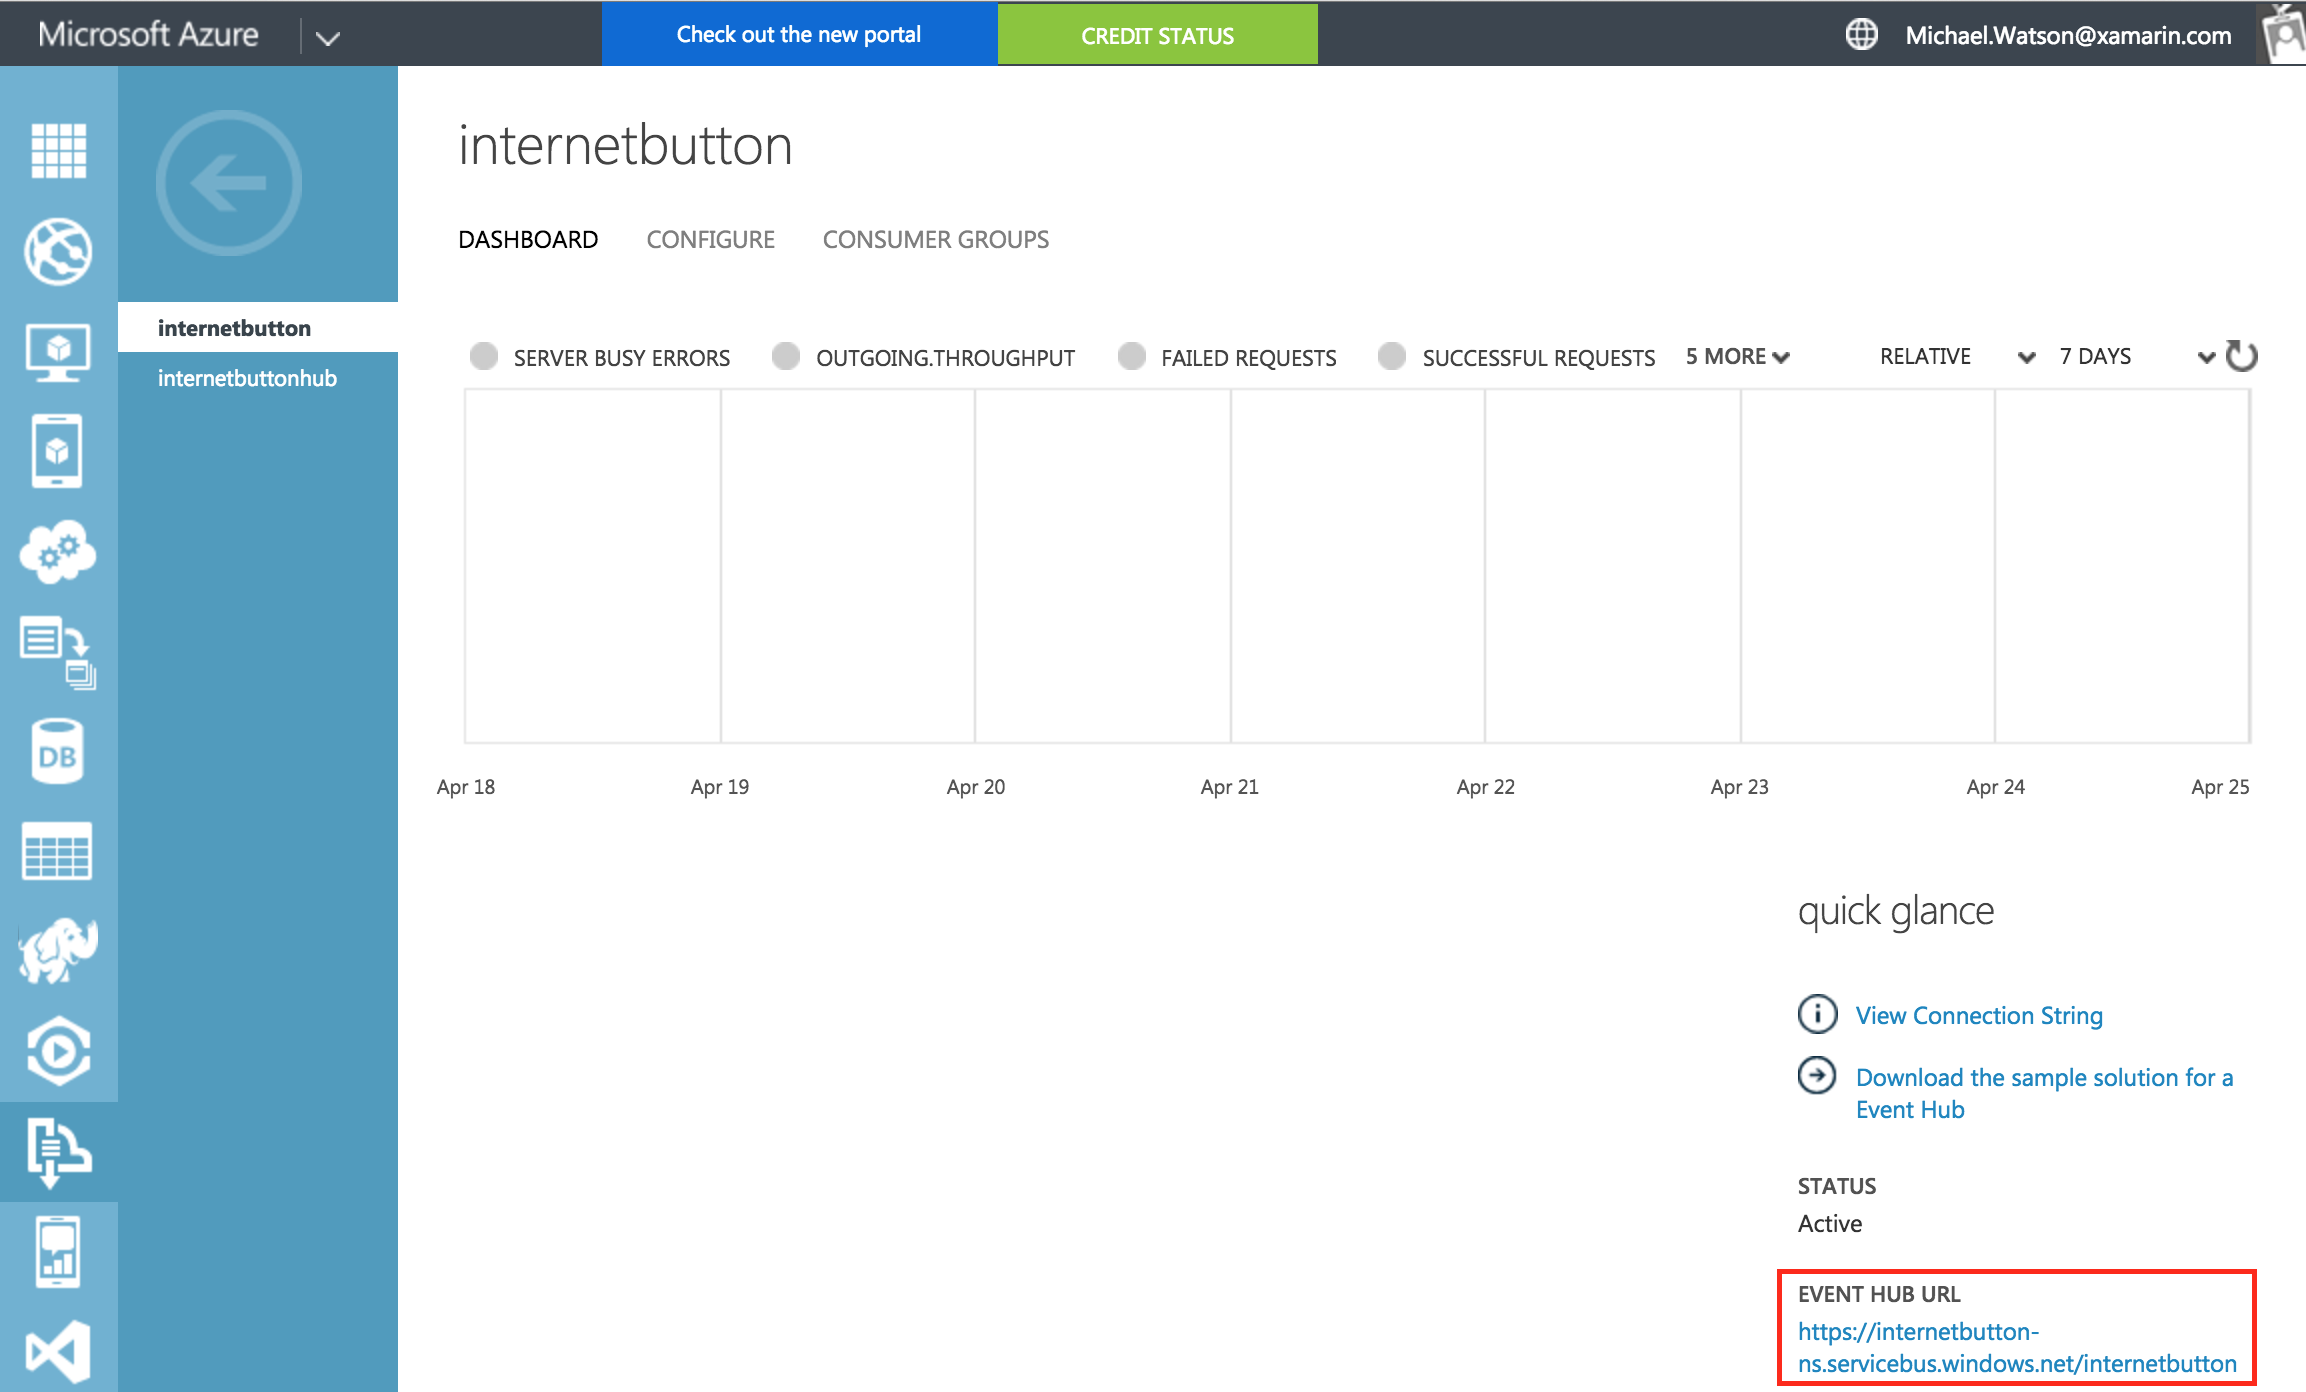 Microsoft Azure
Check out the new portal
CREDIT STATUS
Michael.Watson@xamarin.com
internetbutton
DASHBOARD CONFIGURE CONSUMER GROUPS
internetbutton
internetbuttonhub
SERVER BUSY ERRORS OUTGOING.THROUGHPUT FAILED REQUESTS SUCCESSFUL REQUESTS 5 MORE RELATIVE 7 DAYS
Apr 18 Apr 19 Apr 20 Apr 21 Apr 22 Apr 23 Apr 24 Apr 25
DB
quick glance
View Connection String
Download the sample solution for a
Event Hub
STATUS
Active
EVENT HUB URL
https://internetbutton-
ns.servicebus.windows.net/internetbutton